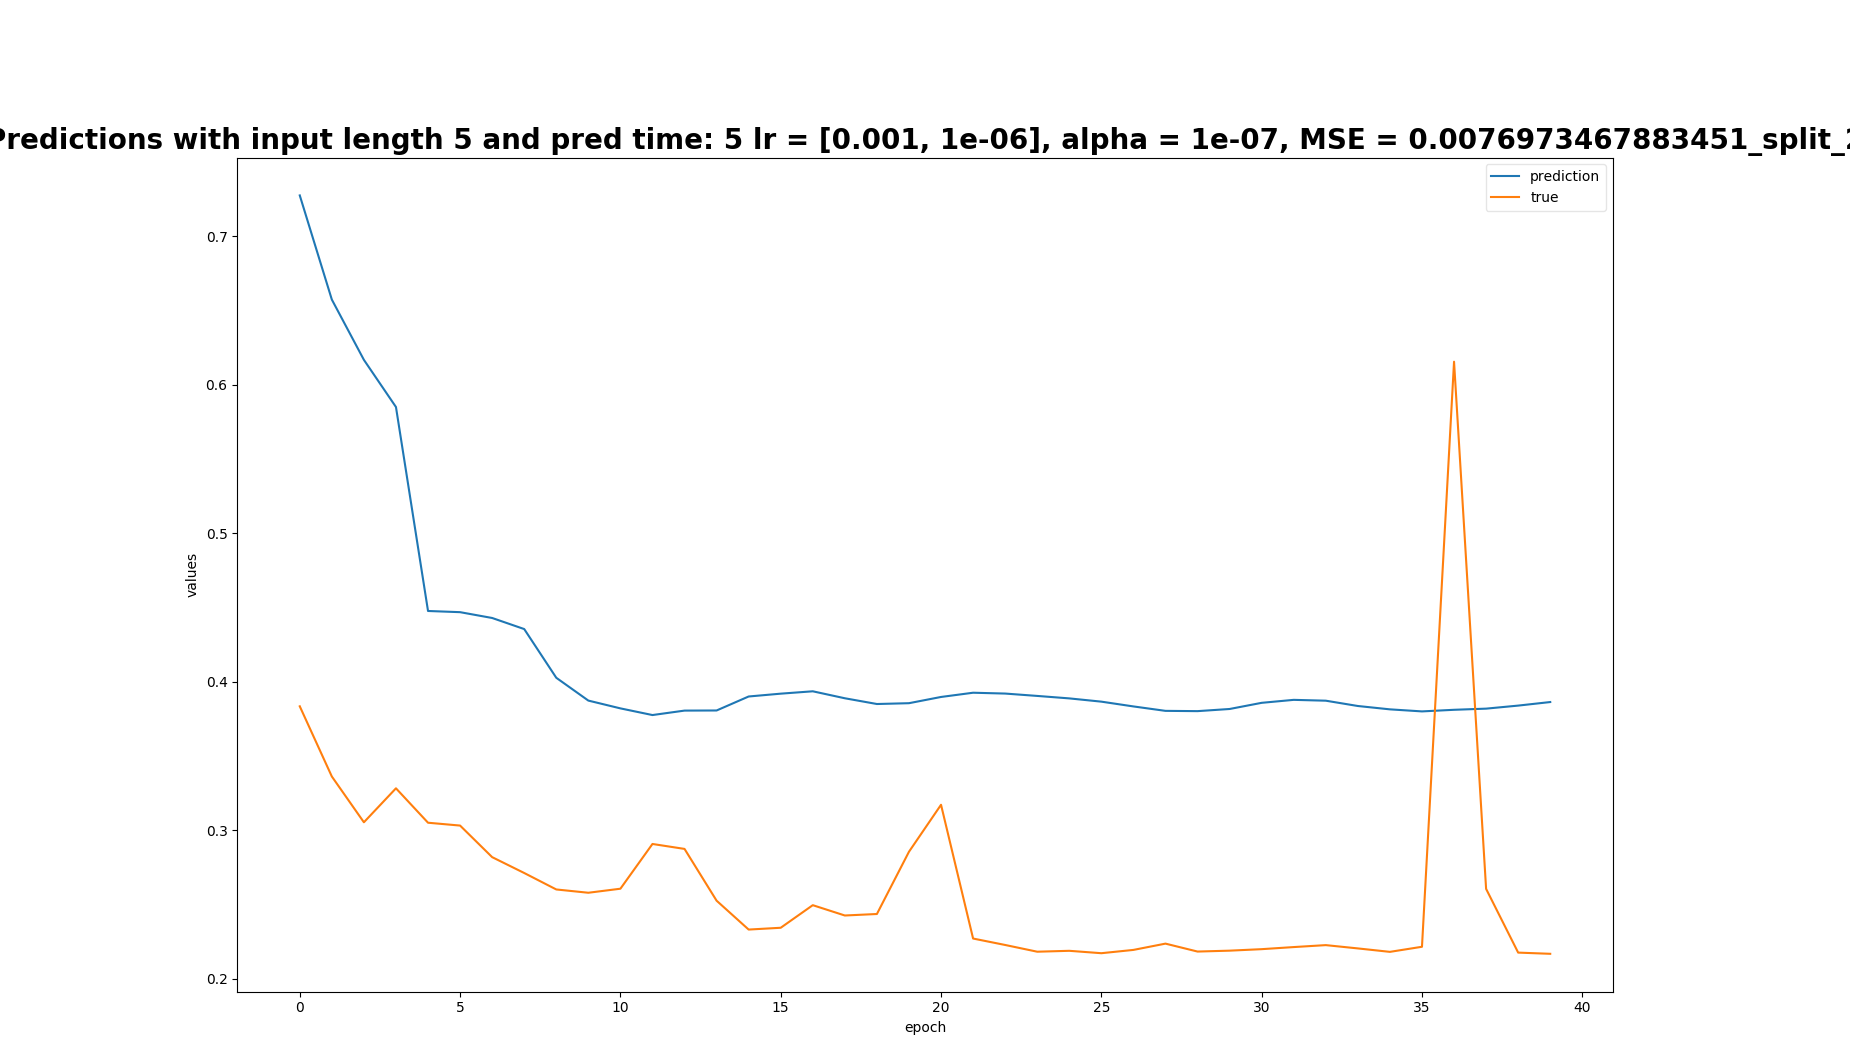 Predictions with input length 5 and pred time: 5 lr = [0.001, 1e-06], alpha = 1e-07, MSE = 0.0076973467883451_split_2
prediction
true
0.7
0.6
0.5
0.4
0.3
0.2
values
0 5 10 15 20 25 30 35 40
epoch